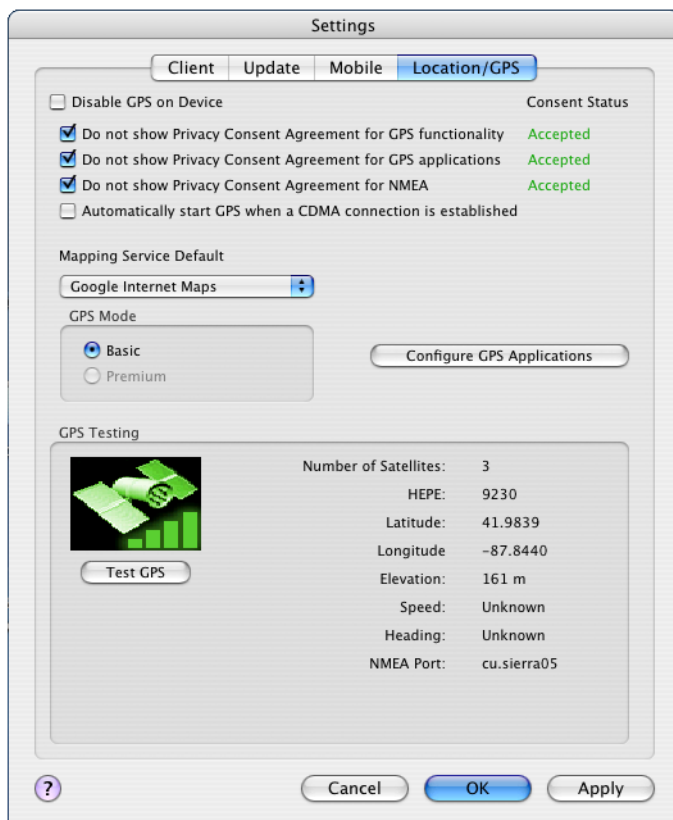 Settings
Client Update Mobile Location/GPS
Disable GPS on Device Consent Status
Do not show Privacy Consent Agreement for GPS functionality Accepted
Do not show Privacy Consent Agreement for GPS applications Accepted
Do not show Privacy Consent Agreement for NMEA Accepted
Automatically start GPS when a CDMA connection is established
Mapping Service Default
Google Internet Maps
GPS Mode
Basic
Configure GPS Applications
Premium
GPS Testing
Number of Satellites: 3
HEPE: 9230
Latitude: 41.9839
Longitude -87.8440
Test GPS
Elevation: 161 m
Speed: Unknown
Heading: Unknown
NMEA Port: cu.sierra05
? Cancel OK Apply